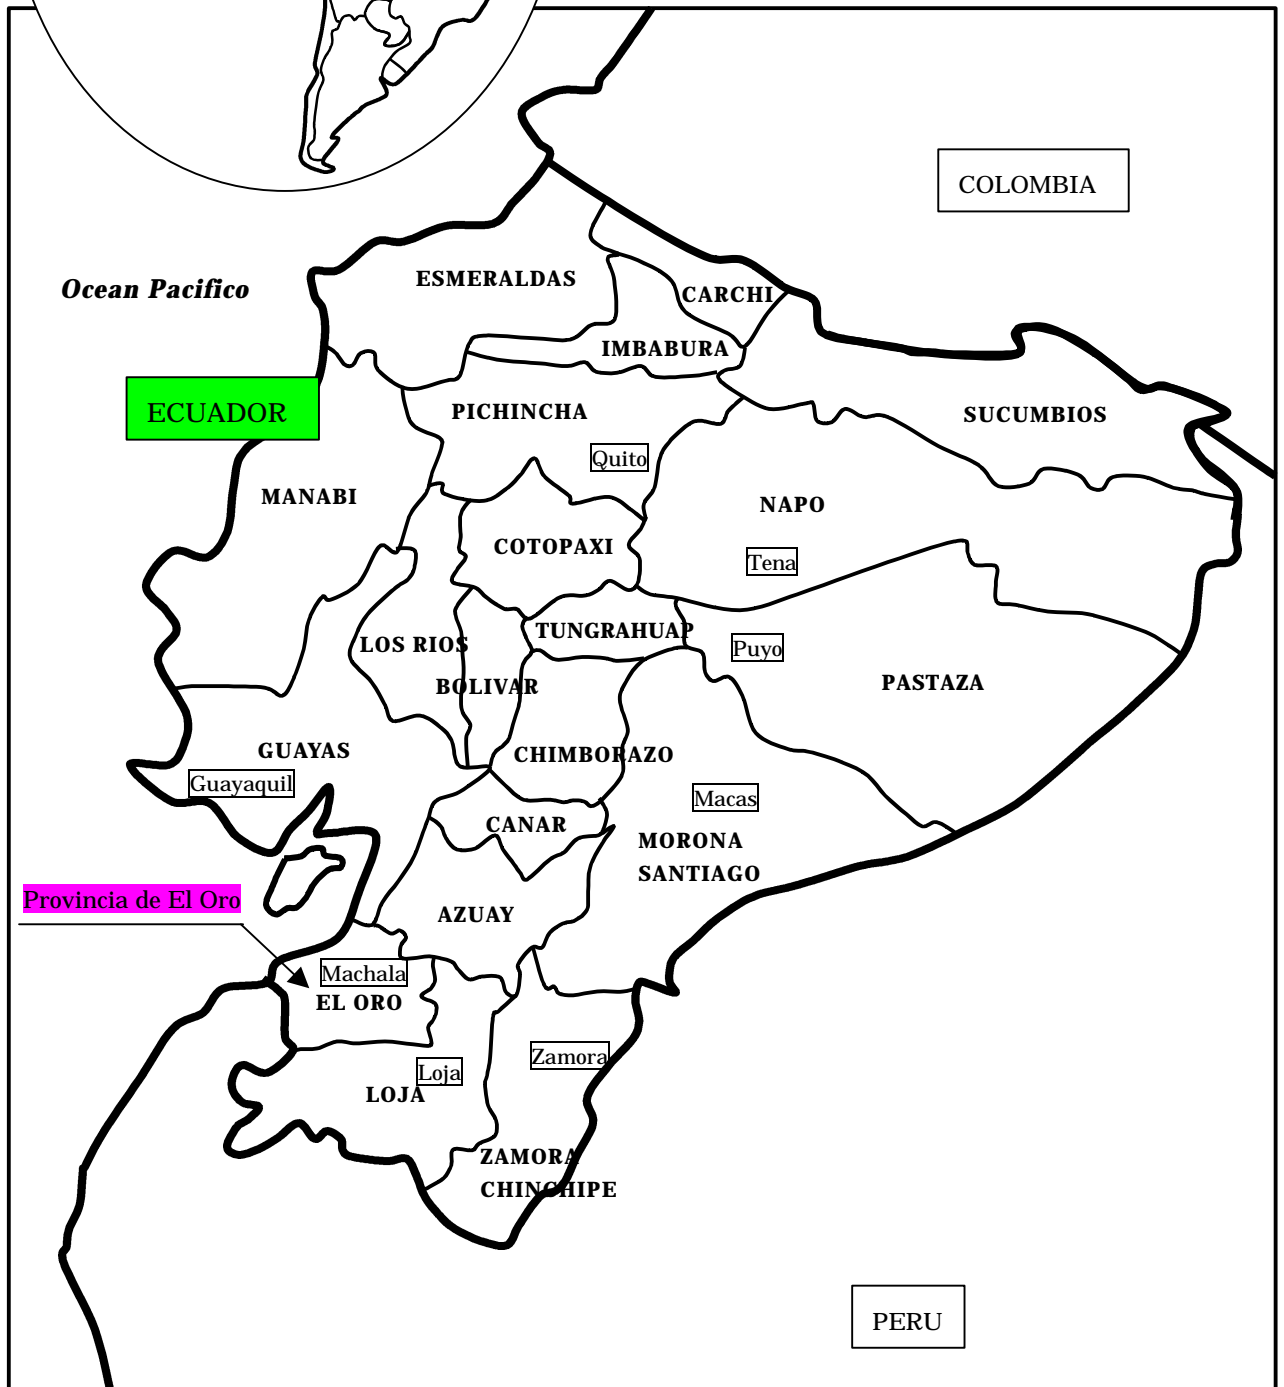 COLOMBIA
Ocean Pacifico
ESMERALDAS
CARCHI
IMBABURA
ECUADOR
PICHINCHA
SUCUMBIOS
Quito
MANABI
NAPO
COTOPAXI
Tena
TUNGRAHUAP
LOS RIOS
Puyo
BOLIVAR
PASTAZA
GUAYAS
CHIMBORAZO
Guayaquil
Macas
CANAR
MORONA
SANTIAGO
Provincia de El Oro
AZUAY
Machala
EL ORO
Zamora
Loja
LOJA
ZAMORA
CHINCHIPE
PERU